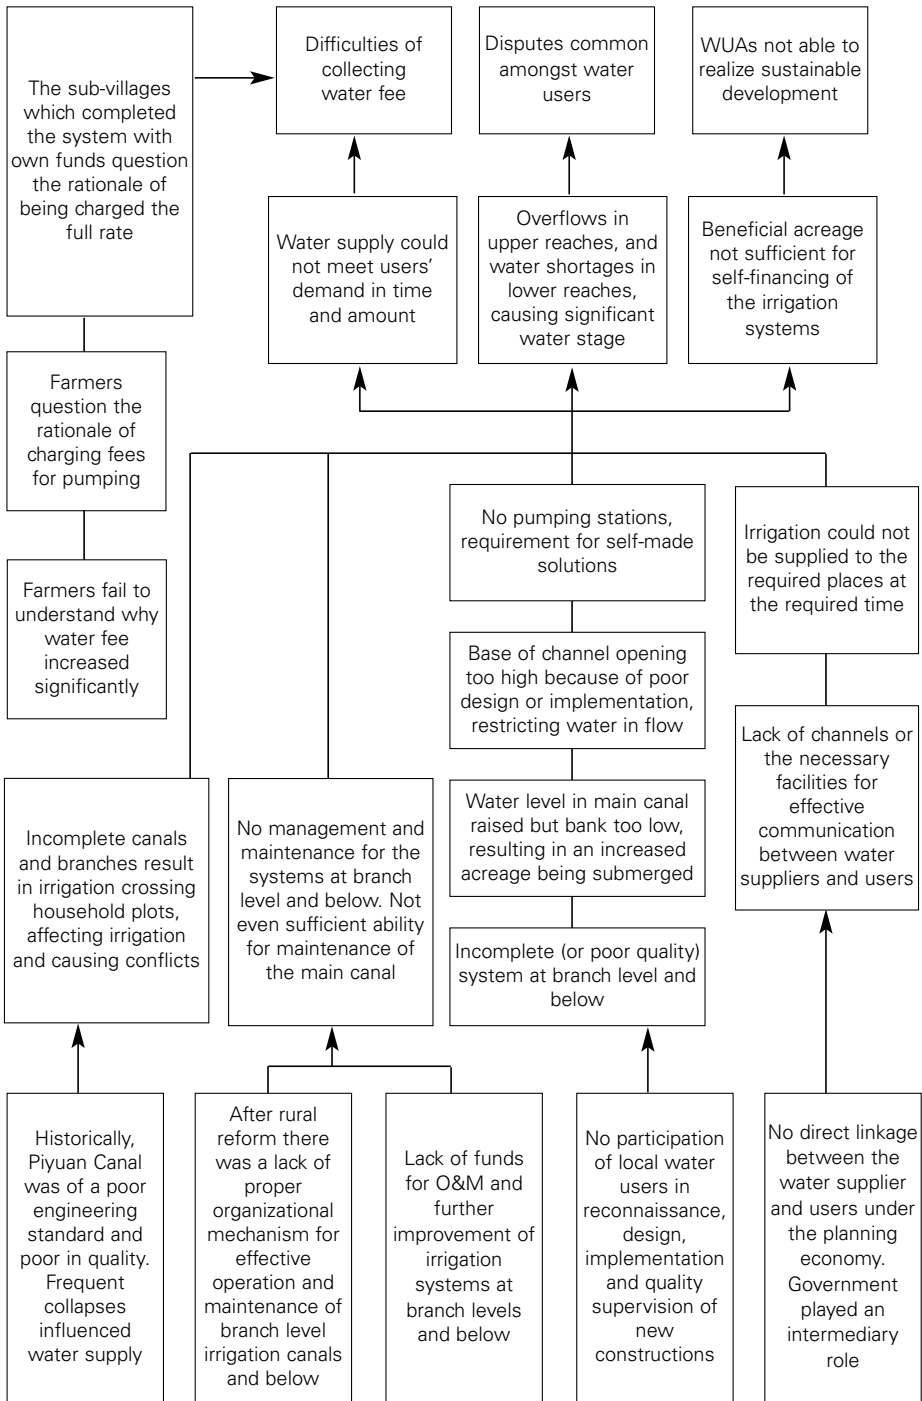 The sub-villages
which completed
the system with
own funds question
the rationale of
being charged the
full rate
Difficulties of
collecting
water fee
Disputes common
amongst water
users
WUAs not able to
realize sustainable
development
Water supply could
not meet users'
demand in time
and amount
Overflows in
upper reaches, and
water shortages in
lower reaches,
causing significant
water stage
Beneficial acreage
not sufficient for
self-financing of
the irrigation
systems
Farmers
question the
rationale of
charging fees
for pumping
Farmers fail to
understand why
water fee
increased
significantly
No pumping stations,
requirement for self-made
solutions
Irrigation could not
be supplied to the
required places at
the required time
Base of channel opening
too high because of poor
design or implementation,
restricting water in flow
Lack of channels or
the necessary
facilities for
effective
communication
between water
suppliers and users
Incomplete canals
and branches result
in irrigation crossing
household plots,
affecting irrigation
and causing conflicts
No management and
maintenance for the
systems at branch
level and below. Not
even sufficient ability
for maintenance of
the main canal
Water level in main canal
raised but bank too low,
resulting in an increased
acreage being submerged
Incomplete (or poor quality)
system at branch level and
below
Historically,
Piyuan Canal
was of a poor
engineering
standard and
poor in quality.
Frequent
collapses
influenced
water supply
After rural
reform there
was a lack of
proper
organizational
mechanism for
effective
operation and
maintenance of
branch level
irrigation canals
and below
Lack of funds
for O&M and
further
improvement of
irrigation
systems at
branch levels
and below
No participation
of local water
users in
reconnaissance,
design,
implementation
and quality
supervision of
new
constructions
No direct linkage
between the
water supplier
and users under
the planning
economy.
Government
played an
intermediary
role